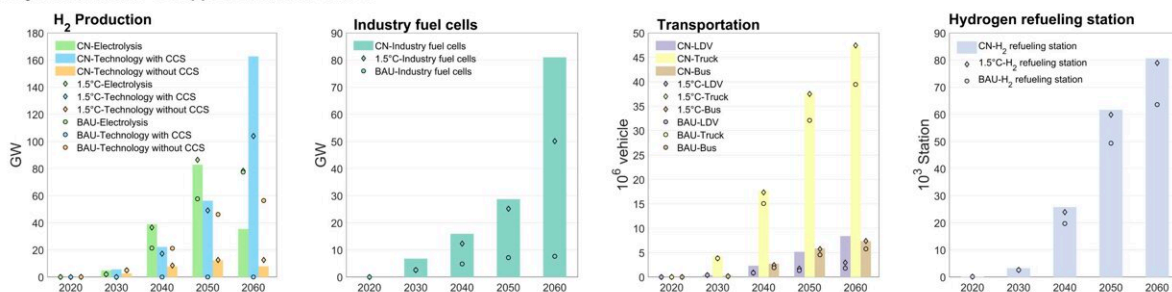 H2 Production
180
160
140
120
100
80
60
40
20
0
GW
CN-Electrolysis
CN-Technology with CCS
CN-Technology without CCS
1.5°C-Electrolysis
1.5°C-Technology with CCS
1.5°C-Technology without CCS
BAU-Electrolysis
BAU-Technology with CCS
BAU-Technology without CCS
2020 2030 2040 2050 2060
Industry fuel cells
90
80
70
60
50
40
30
20
10
0
GW
CN-Industry fuel cells
1.5°C-Industry fuel cells
BAU-Industry fuel cells
2020 2030 2040 2050 2060
Transportation
50
45
40
35
30
25
20
15
10
5
0
10^6 vehicle
CN-LDV
CN-Truck
CN-Bus
1.5°C-LDV
1.5°C-Truck
1.5°C-Bus
BAU-LDV
BAU-Truck
BAU-Bus
2020 2030 2040 2050 2060
Hydrogen refueling station
90
80
70
60
50
40
30
20
10
0
10^3 Station
CN-H2 refueling station
1.5°C-H2 refueling station
BAU-H2 refueling station
2020 2030 2040 2050 2060